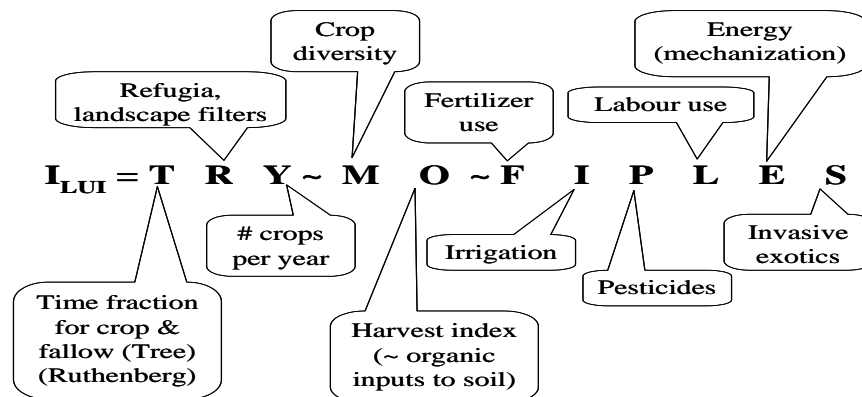 Crop
diversity
Energy
(mechanization)
Refugia,
landscape filters
Fertilizer
use
Labour use
I LUI = T R Y ~ M O ~ F I P L E S
# crops
per year
Irrigation
Invasive
exotics
Pesticides
Time fraction
for crop &
fallow (Tree)
(Ruthenberg)
Harvest index
(~ organic
inputs to soil)